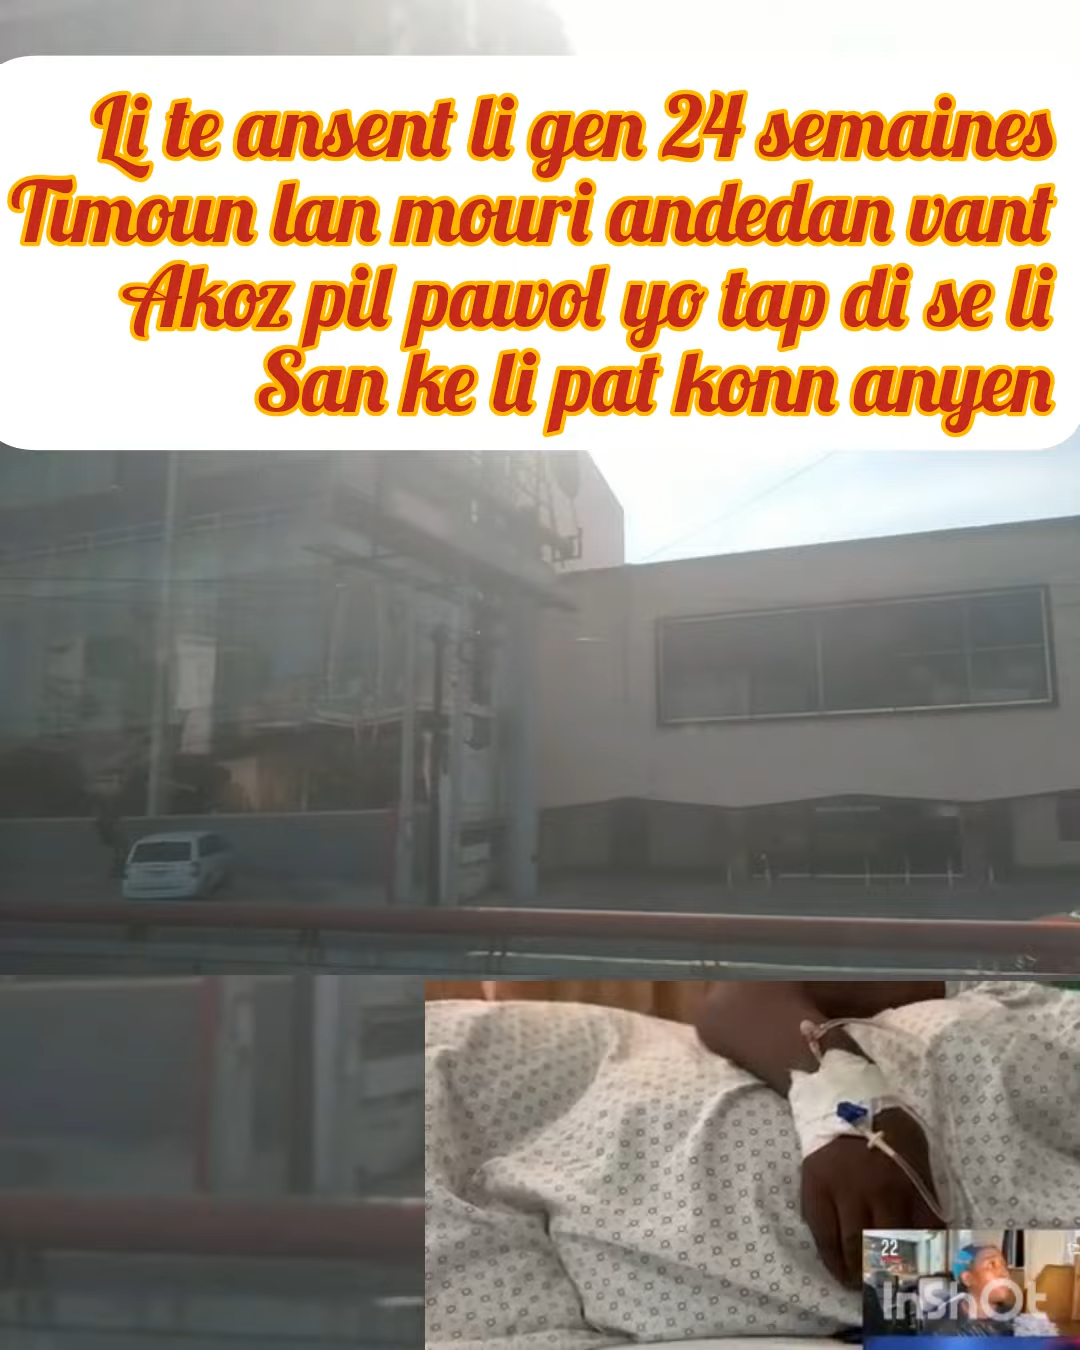 Li te ansent li gen 24 semaines
Timoun lan mouri andedan vant
Akoz pil pawol yo tap di se li
San ke li pat konn anyen
22
InShOt